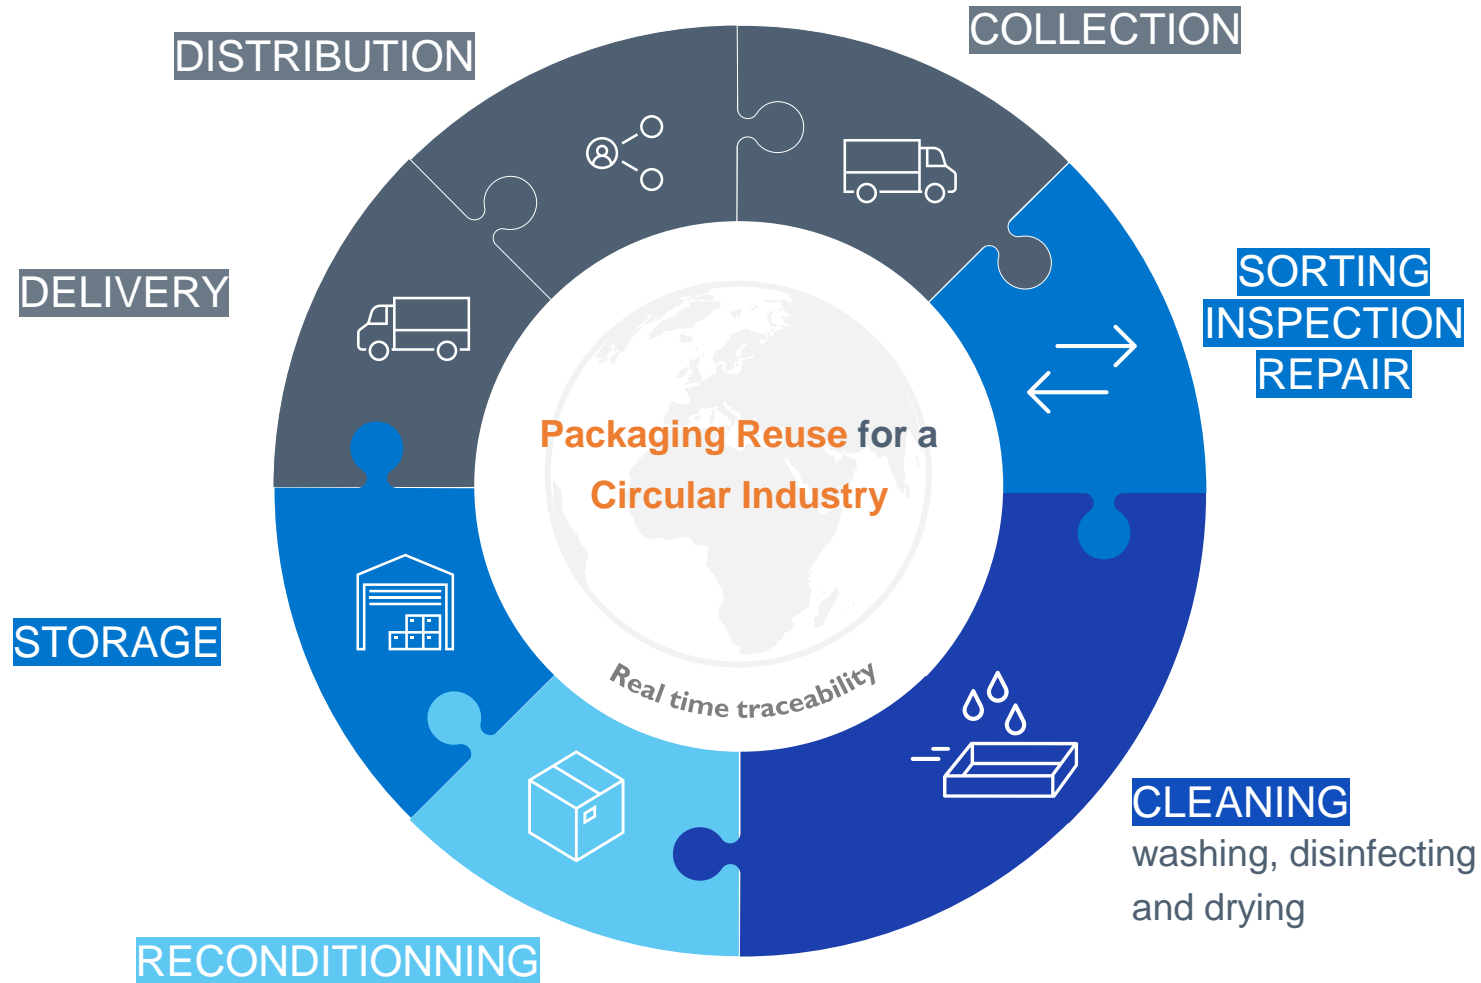 COLLECTION
DISTRIBUTION
SORTING
INSPECTION
REPAIR
DELIVERY
Packaging Reuse for a
Circular Industry
Real time traceability
STORAGE
CLEANING
washing, disinfecting
and drying
RECONDITIONNING